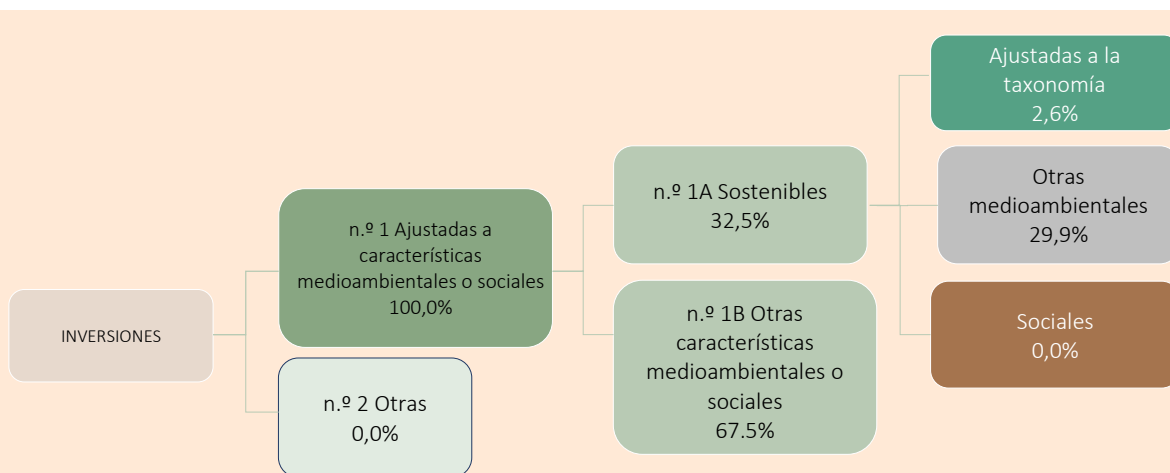 INVERSIONES
n.º 1 Ajustadas a
características
medioambientales o sociales
100,0%
n.º 2 Otras
0,0%
n.º 1A Sostenibles
32,5%
n.º 1B Otras
características
medioambientales o
sociales
67.5%
Ajustadas a la
taxonomía
2,6%
Otras
medioambientales
29,9%
Sociales
0,0%